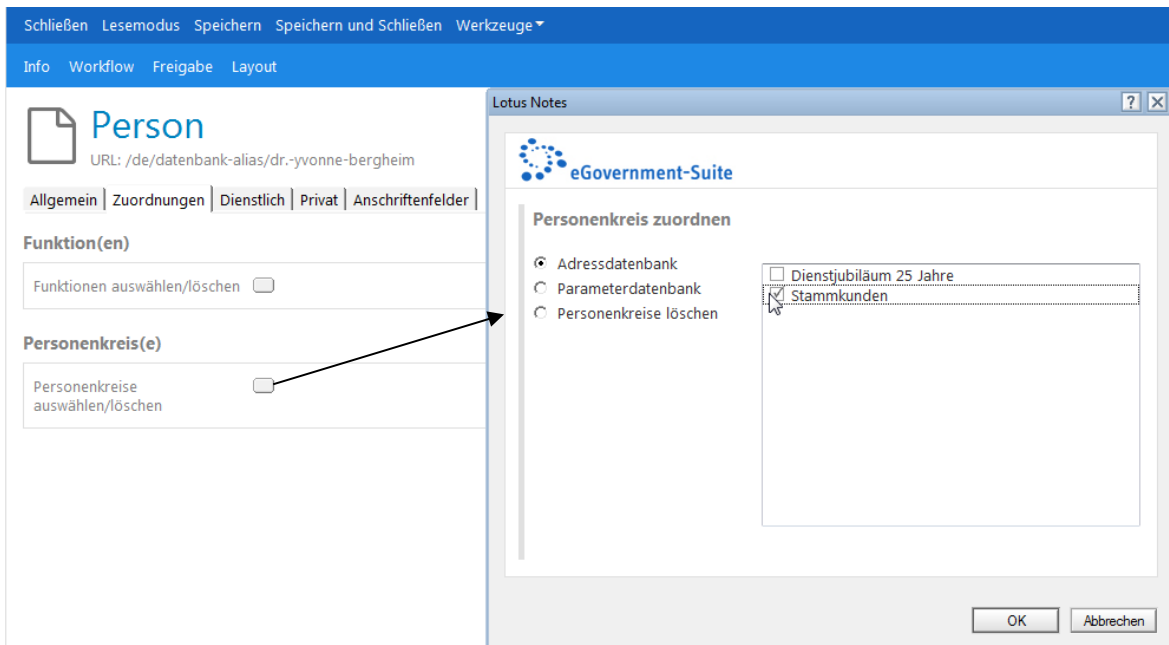 Schließen Lesemodus Speichern Speichern und Schließen Werkzeuge
Info Workflow Freigabe Layout
Person
URL: /de/datenbank-alias/dr.-yvonne-bergheim
Allgemein Zuordnungen Dienstlich Privat Anschriftenfelder
Funktion(en)
Funktionen auswählen/löschen
Personenkreis(e)
Personenkreise
auswählen/löschen
Lotus Notes
?
eGovernment-Suite
Personenkreis zuordnen
Adressdatenbank
Parameterdatenbank
Personenkreise löschen
Dienstjubiläum 25 Jahre
Stammkunden
OK Abbrechen